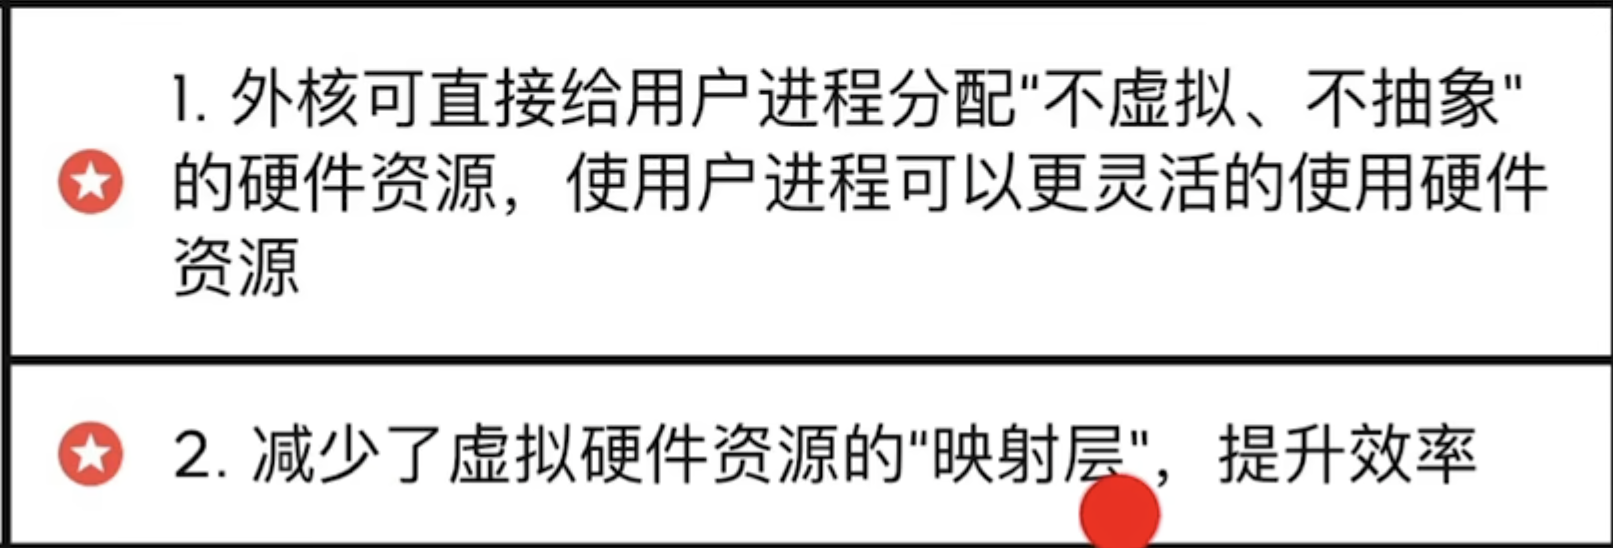 1. 外核可直接给用户进程分配“不虚拟、不抽象"
的硬件资源，使用户进程可以更灵活的使用硬件
资源
2. 减少了虚拟硬件资源的“映射层"，提升效率